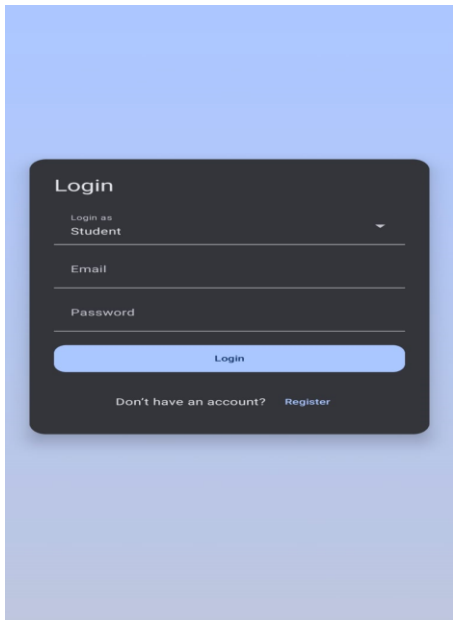 Login
Login as
Student
Email
Password
Login
Don't have an account? Register